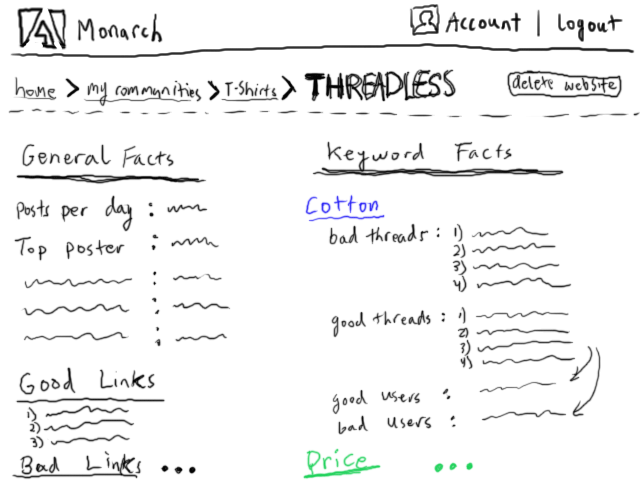 Monarch
Account | logout
home > my communities > T-Shirts > THREADLESS
delete website
General Facts
Posts per day :
Top poster :
:
:
:
Good Links
1)
2)
3)
Bad Links ...
Keyword Facts
Cotton
bad threads : 1)
2)
3)
4)
good threads : 1)
2)
3)
4)
good users :
bad users :
Price ...